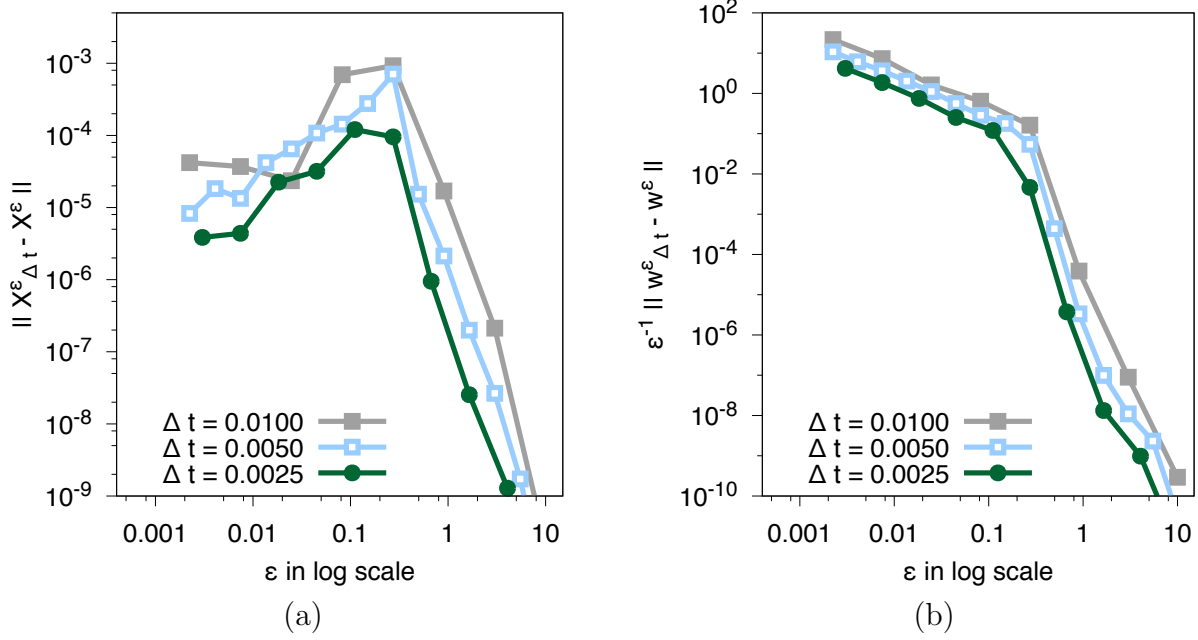 || X^ε_Δ t - X^ε ||
10^-3
10^-4
10^-5
10^-6
10^-7
10^-8
10^-9
Δ t = 0.0100
Δ t = 0.0050
Δ t = 0.0025
0.001 0.01 0.1 1 10
ε in log scale
(a)
ε^-1 || w^ε_Δ t - w^ε ||
10^2
10^0
10^-2
10^-4
10^-6
10^-8
10^-10
Δ t = 0.0100
Δ t = 0.0050
Δ t = 0.0025
0.001 0.01 0.1 1 10
ε in log scale
(b)